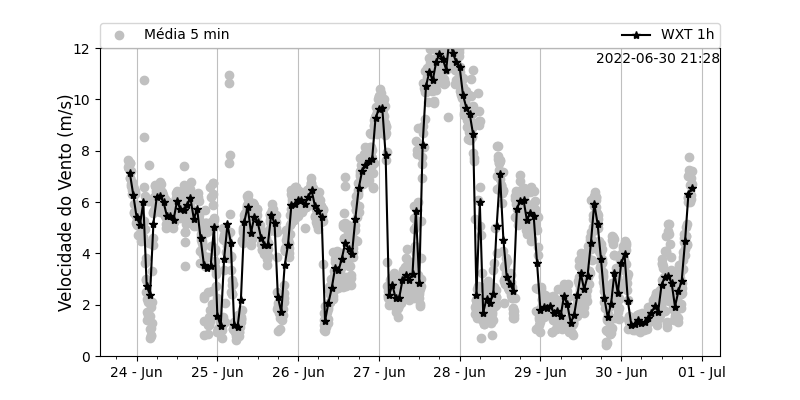 Média 5 min
WXT 1h
2022-06-30 21:28
Velocidade do Vento (m/s)
12
10
8
6
4
2
0
24 - Jun
25 - Jun
26 - Jun
27 - Jun
28 - Jun
29 - Jun
30 - Jun
01 - Jul